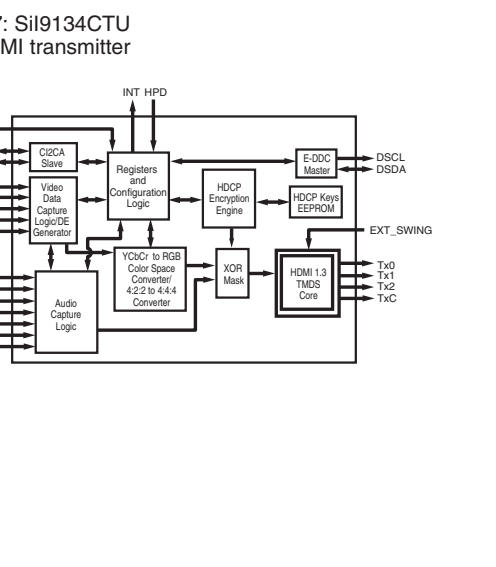 : SiI9134CTU
MI transmitter
INT HPD
CI2CA
Slave
Registers
and
Configuration
Logic
E-DDC
Master
DSCL
DSDA
Video
Data
Capture
Logic/DE
Generator
HDCP
Encryption
Engine
HDCP Keys
EEPROM
EXT_SWING
YCbCr to RGB
Color Space
Converter/
4:2:2 to 4:4:4
Converter
XOR
Mask
HDMI 1.3
TMDS
Core
Tx0
Tx1
Tx2
TxC
Audio
Capture
Logic